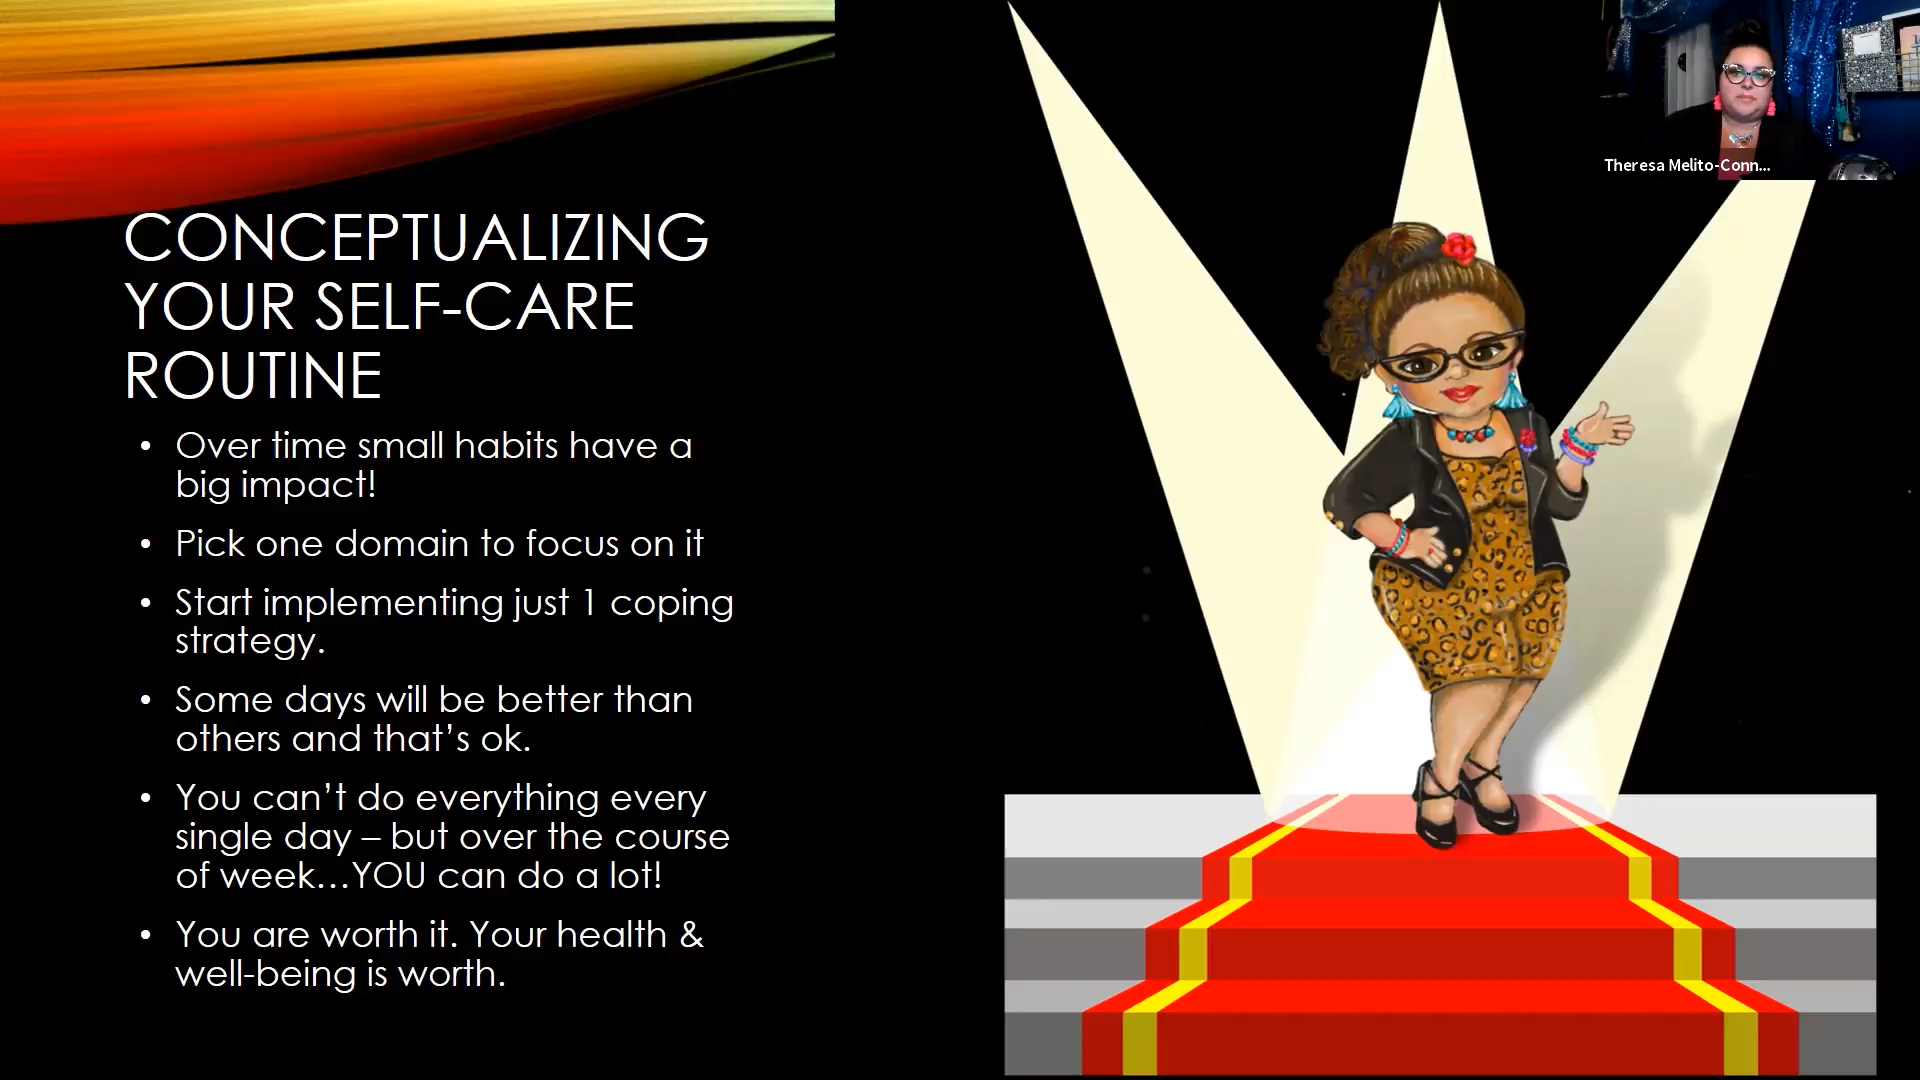 CONCEPTUALIZING
YOUR SELF-CARE
ROUTINE
• Over time small habits have a
big impact!
• Pick one domain to focus on it
• Start implementing just 1 coping
strategy.
• Some days will be better than
others and that’s ok.
• You can’t do everything every
single day – but over the course
of week…YOU can do a lot!
• You are worth it. Your health &
well-being is worth.
Theresa Melito-Conn...